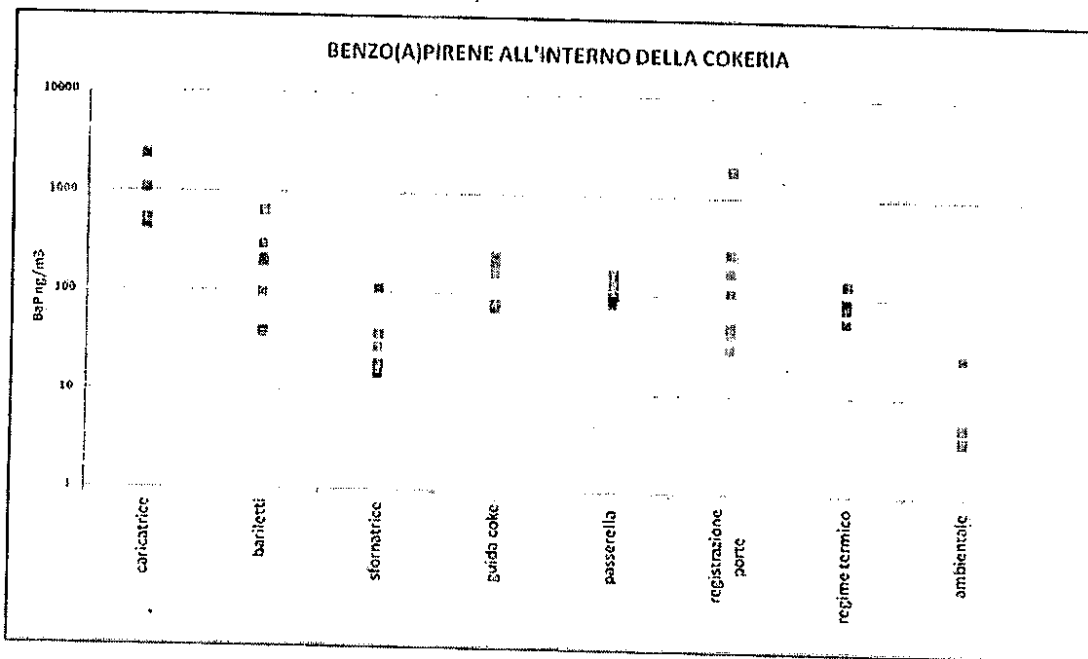 BENZO(A)PIRENE ALL'INTERNO DELLA COKERIA
10000
1000
100
10
1
BaP ng/m3
caricatrice
bariletti
sfornatrice
guida coke
passerella
registrazione
porte
regime termico
ambientale